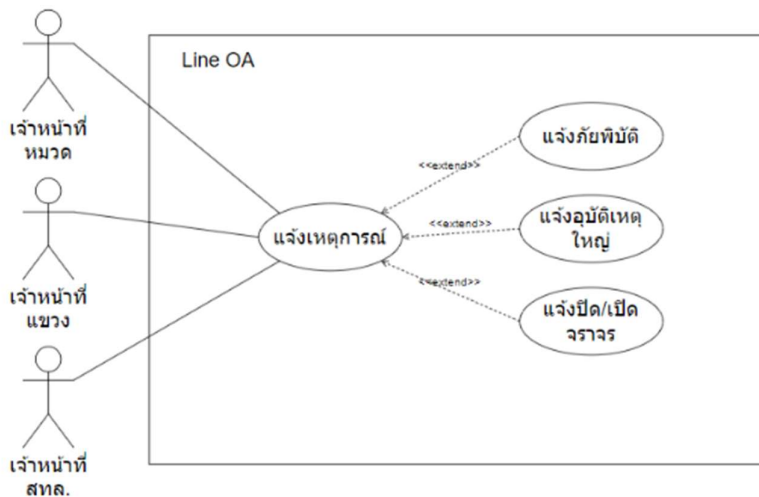 Line OA
เจ้าหน้าที่
หมวด
เจ้าหน้าที่
แขวง
เจ้าหน้าที่
สทล.
แจ้งเหตุการณ์
<<extend>>
<<extend>>
<<extend>>
แจ้งภัยพิบัติ
แจ้งอุบัติเหตุ
ใหญ่
แจ้งปิด/เปิด
จราจร